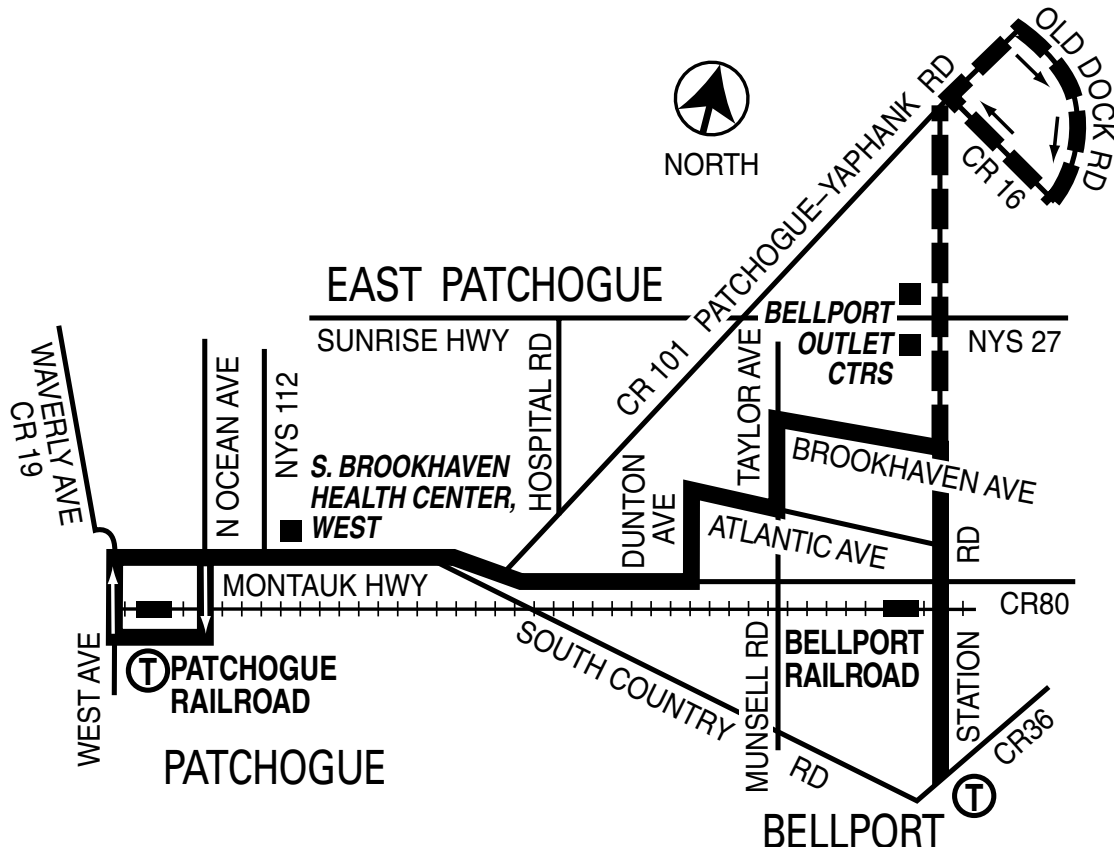 OLD DOCK RD
NORTH
CR 16
CR 101 PATCHOGUE–YAPHANK RD
EAST PATCHOGUE
SUNRISE HWY
BELLPORT
OUTLET
CTRS
NYS 27
WAVERLY AVE
CR 19
N OCEAN AVE
NYS 112
S. BROOKHAVEN
HEALTH CENTER,
WEST
HOSPITAL RD
TAYLOR AVE
DUNTON
AVE
BROOKHAVEN AVE
ATLANTIC AVE
MONTAUK HWY
CR80
WEST AVE
T
PATCHOGUE
RAILROAD
SOUTH COUNTRY RD
MUNSELL RD
BELLPORT
RAILROAD
STATION RD
CR36
PATCHOGUE
T
BELLPORT